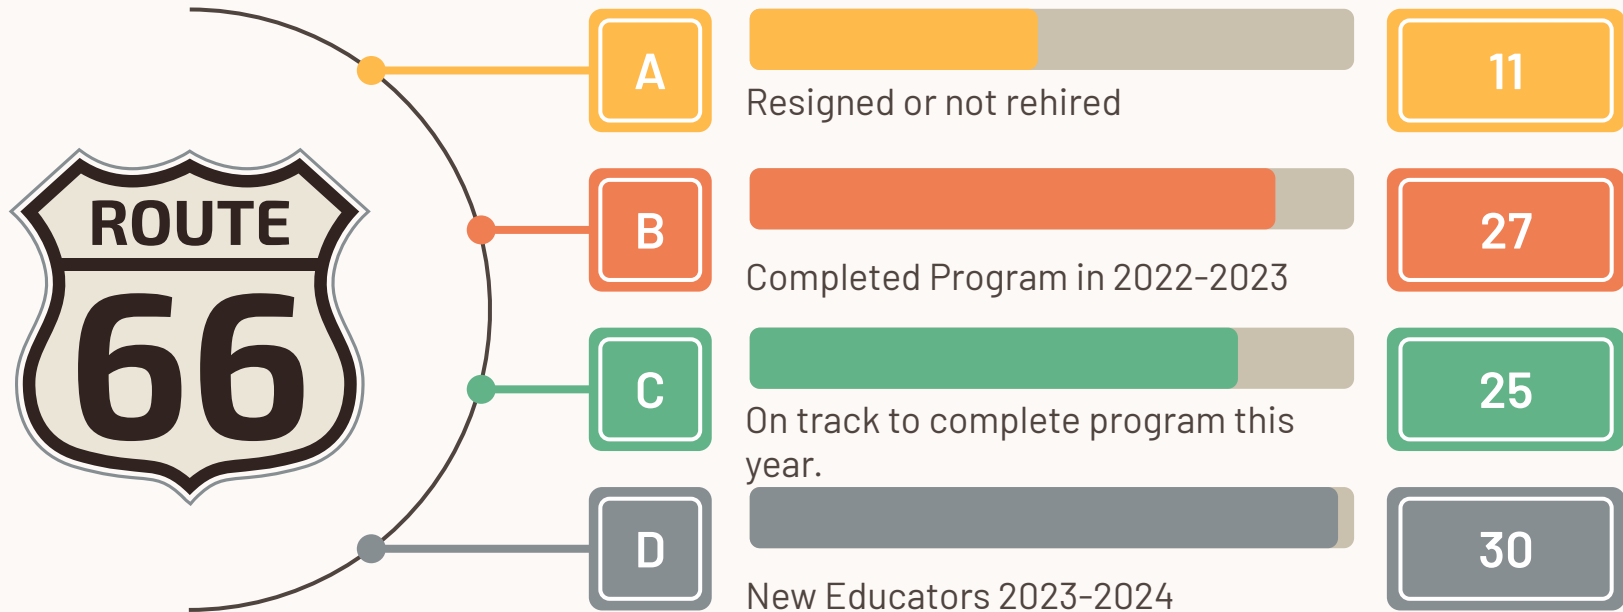 ROUTE
66
A
Resigned or not rehired
11
B
Completed Program in 2022-2023
27
C
On track to complete program this
year.
25
D
New Educators 2023-2024
30